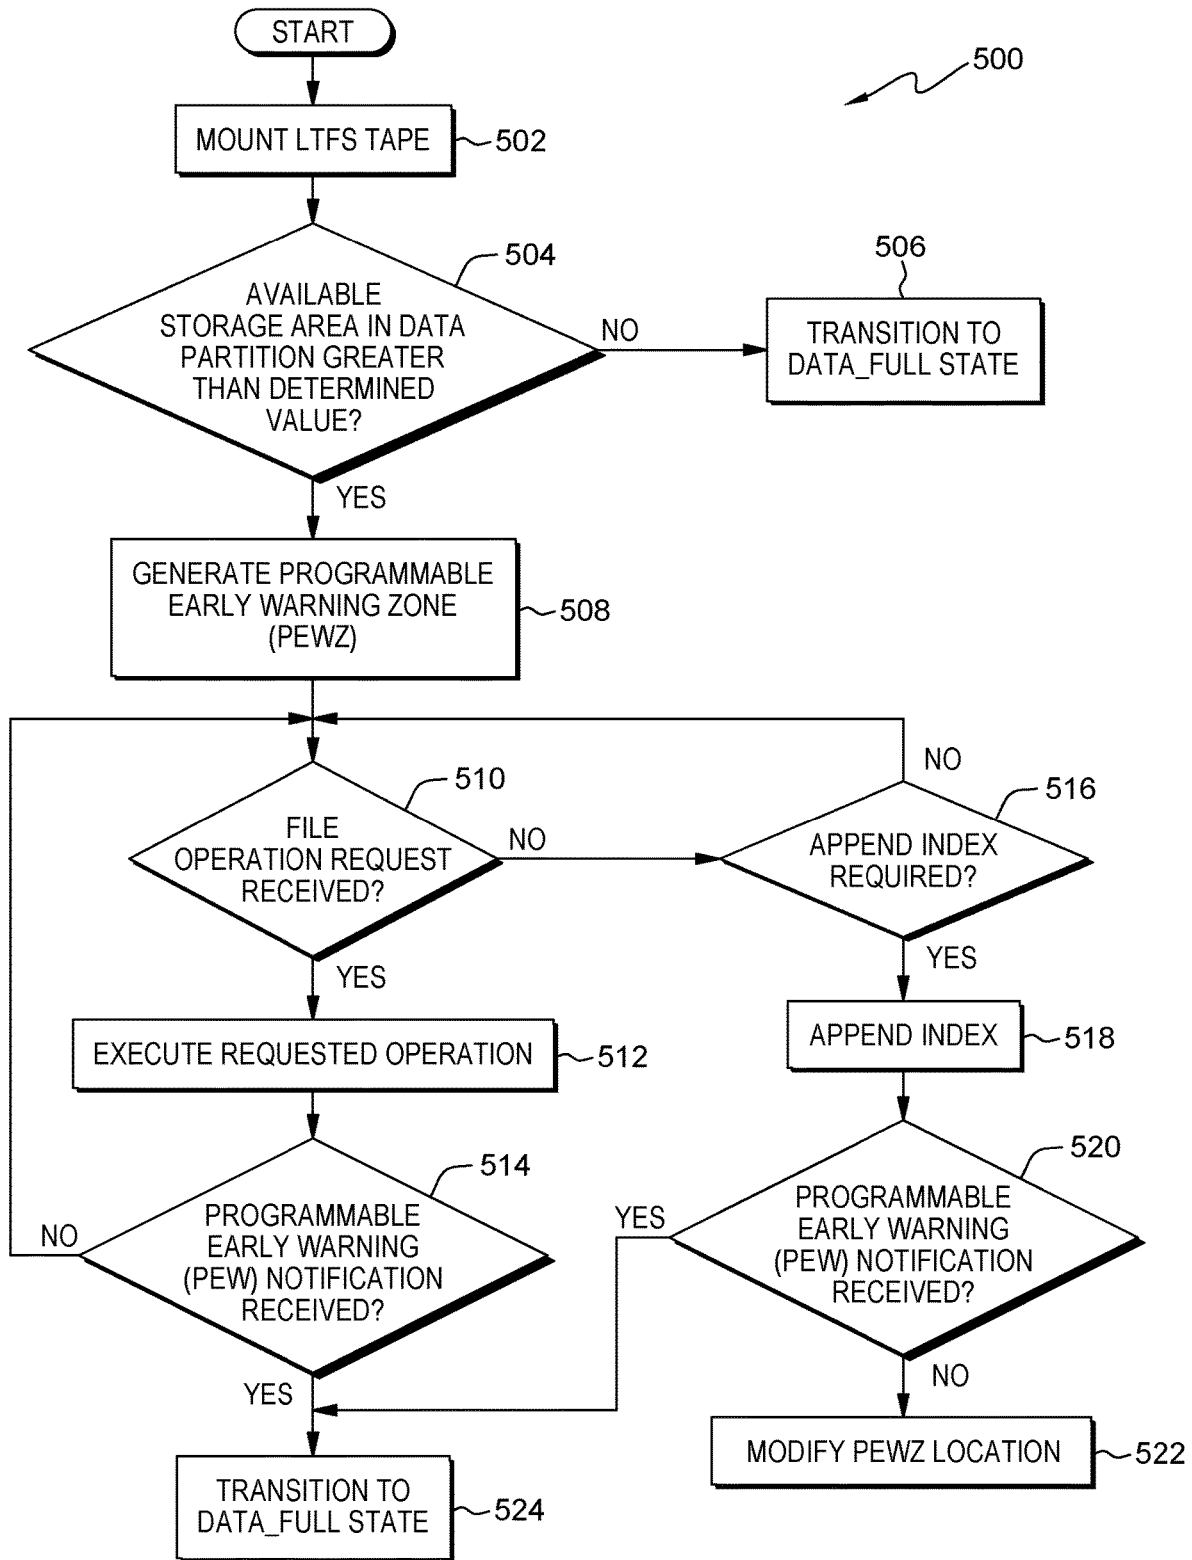 START
500
MOUNT LTFS TAPE
502
504
AVAILABLE
STORAGE AREA IN DATA
PARTITION GREATER
THAN DETERMINED
VALUE?
NO
506
TRANSITION TO
DATA_FULL STATE
YES
GENERATE PROGRAMMABLE
EARLY WARNING ZONE
(PEWZ)
508
510
FILE
OPERATION REQUEST
RECEIVED?
NO
NO
516
APPEND INDEX
REQUIRED?
YES
YES
EXECUTE REQUESTED OPERATION
512
APPEND INDEX
518
514
PROGRAMMABLE
EARLY WARNING
(PEW) NOTIFICATION
RECEIVED?
NO
520
PROGRAMMABLE
EARLY WARNING
(PEW) NOTIFICATION
RECEIVED?
YES
YES
NO
MODIFY PEWZ LOCATION
522
TRANSITION TO
DATA_FULL STATE
524